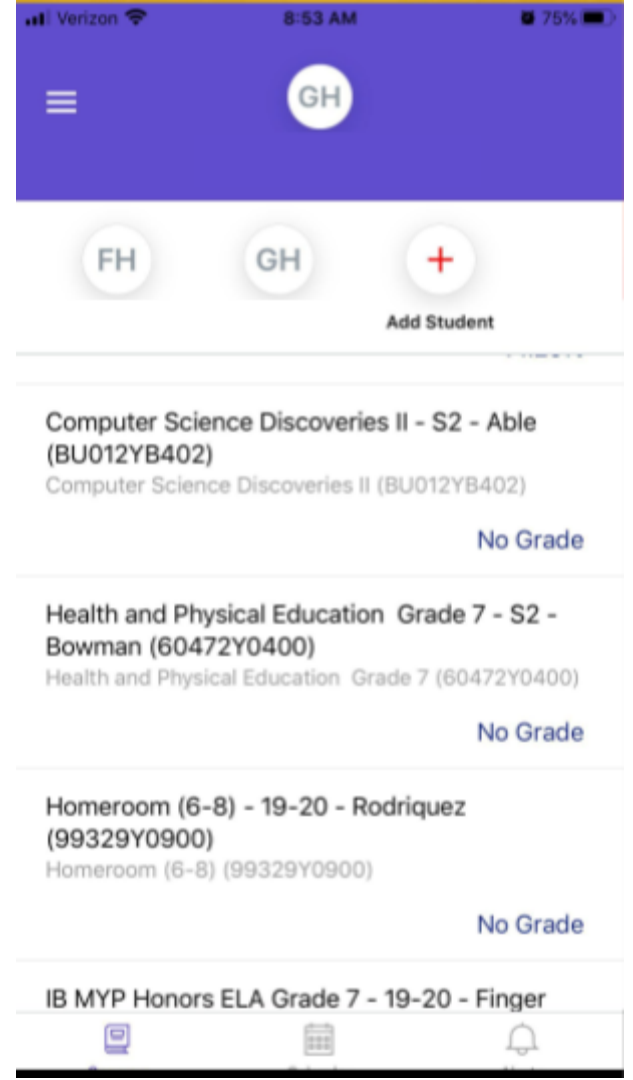 Verizon 8:53 AM 75%
GH
FH GH +
Add Student
Computer Science Discoveries II - S2 - Able
(BU012YB402)
Computer Science Discoveries II (BU012YB402)
No Grade
Health and Physical Education Grade 7 - S2 -
Bowman (60472Y0400)
Health and Physical Education Grade 7 (60472Y0400)
No Grade
Homeroom (6-8) - 19-20 - Rodriquez
(99329Y0900)
Homeroom (6-8) (99329Y0900)
No Grade
IB MYP Honors ELA Grade 7 - 19-20 - Finger